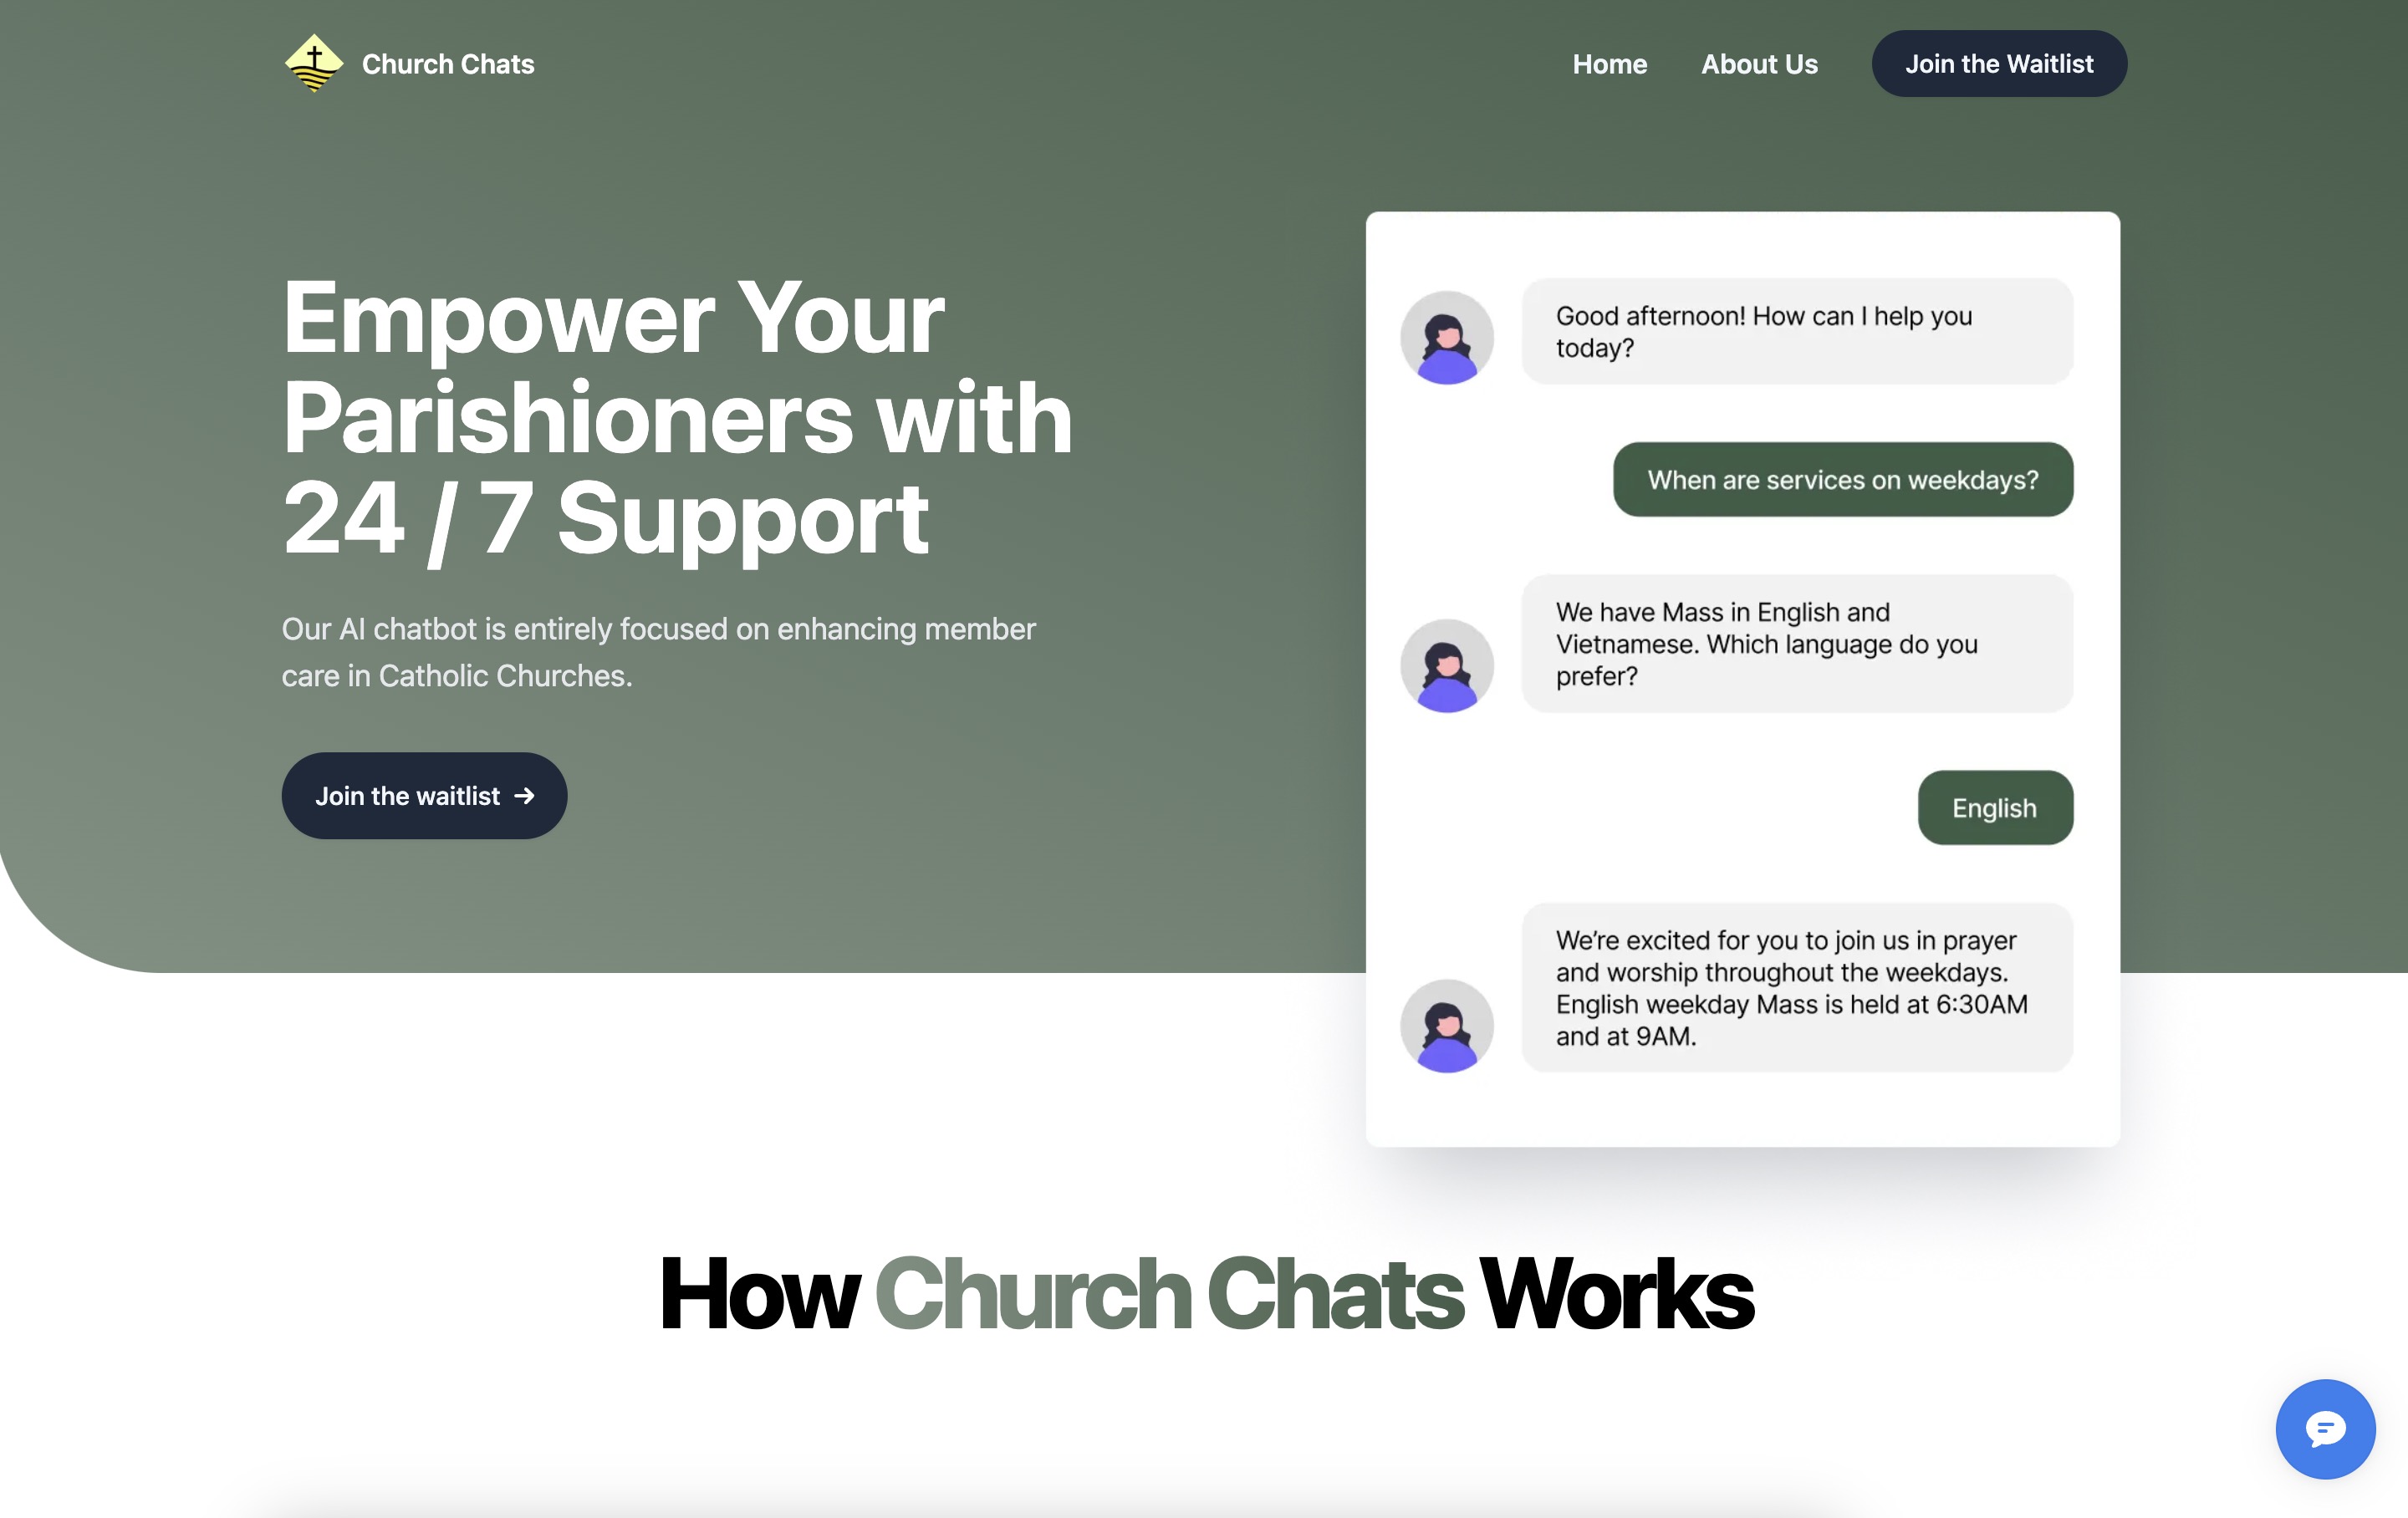 Church Chats
Home
About Us
Join the Waitlist
Empower Your
Parishioners with
24 / 7 Support
Our AI chatbot is entirely focused on enhancing member
care in Catholic Churches.
Join the waitlist →
Good afternoon! How can I help you
today?
When are services on weekdays?
We have Mass in English and
Vietnamese. Which language do you
prefer?
English
We’re excited for you to join us in prayer
and worship throughout the weekdays.
English weekday Mass is held at 6:30AM
and at 9AM.
How Church Chats Works